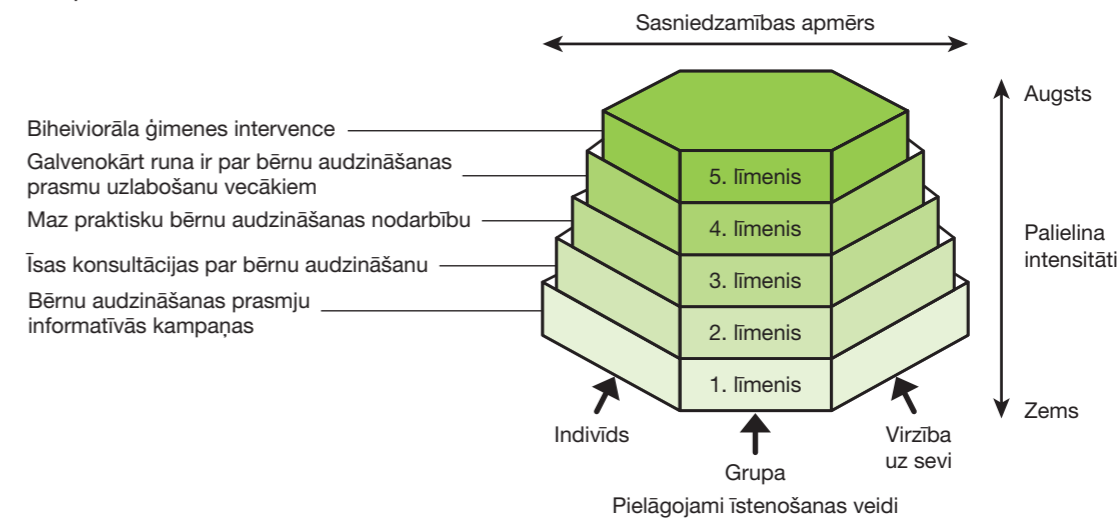 Sasniedzamības apmērs
Augsts
Biheiviorāla ģimenes intervence
Galvenokārt runa ir par bērnu audzināšanas
prasmu uzlabošanu vecākiem
5. līmenis
Maz praktisku bērnu audzināšanas nodarbību
4. līmenis
Palielina
intensitāti
Īsas konsultācijas par bērnu audzināšanu
3. līmenis
Bērnu audzināšanas prasmju
informatīvās kampaņas
2. līmenis
1. līmenis
Zems
Indivīds
Grupa
Virzība
uz sevi
Pielāgojami īstenošanas veidi